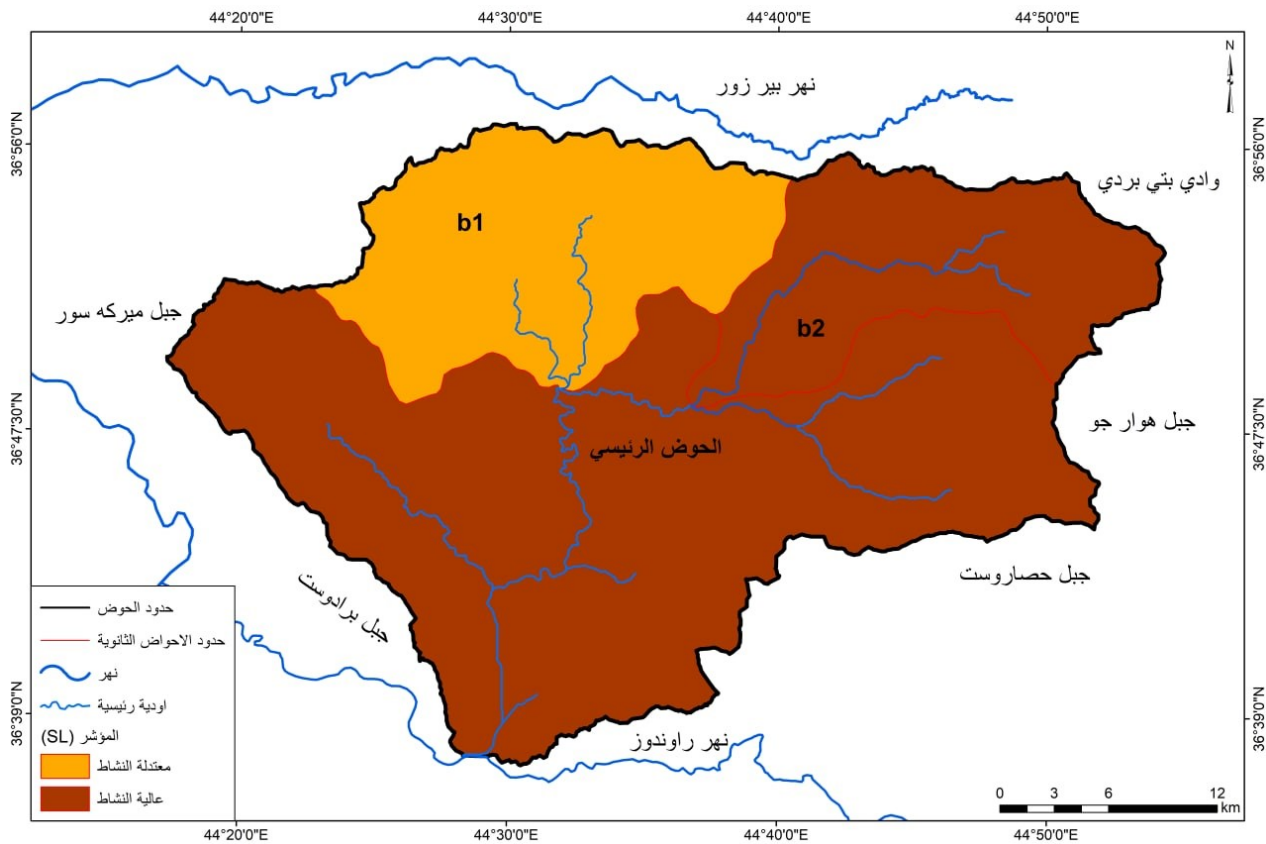 44°20'0"E 44°30'0"E 44°40'0"E 44°50'0"E
N
نهر بير زور
36°56'0"N
36°56'0"N
وادي بتي بردي
b1
جبل ميركه سور
b2
36°47'30"N
36°47'30"N
جبل هوار جو
الحوض الرئيسي
جبل حصاروست
جبل برادوست
حدود الحوض
حدود الاحواض الثانوية
نهر
اودية رئيسية
المؤشر (SL)
معتدلة النشاط
عالية النشاط
36°39'0"N
36°39'0"N
نهر راوندوز
0 3 6 12
km
44°20'0"E 44°30'0"E 44°40'0"E 44°50'0"E